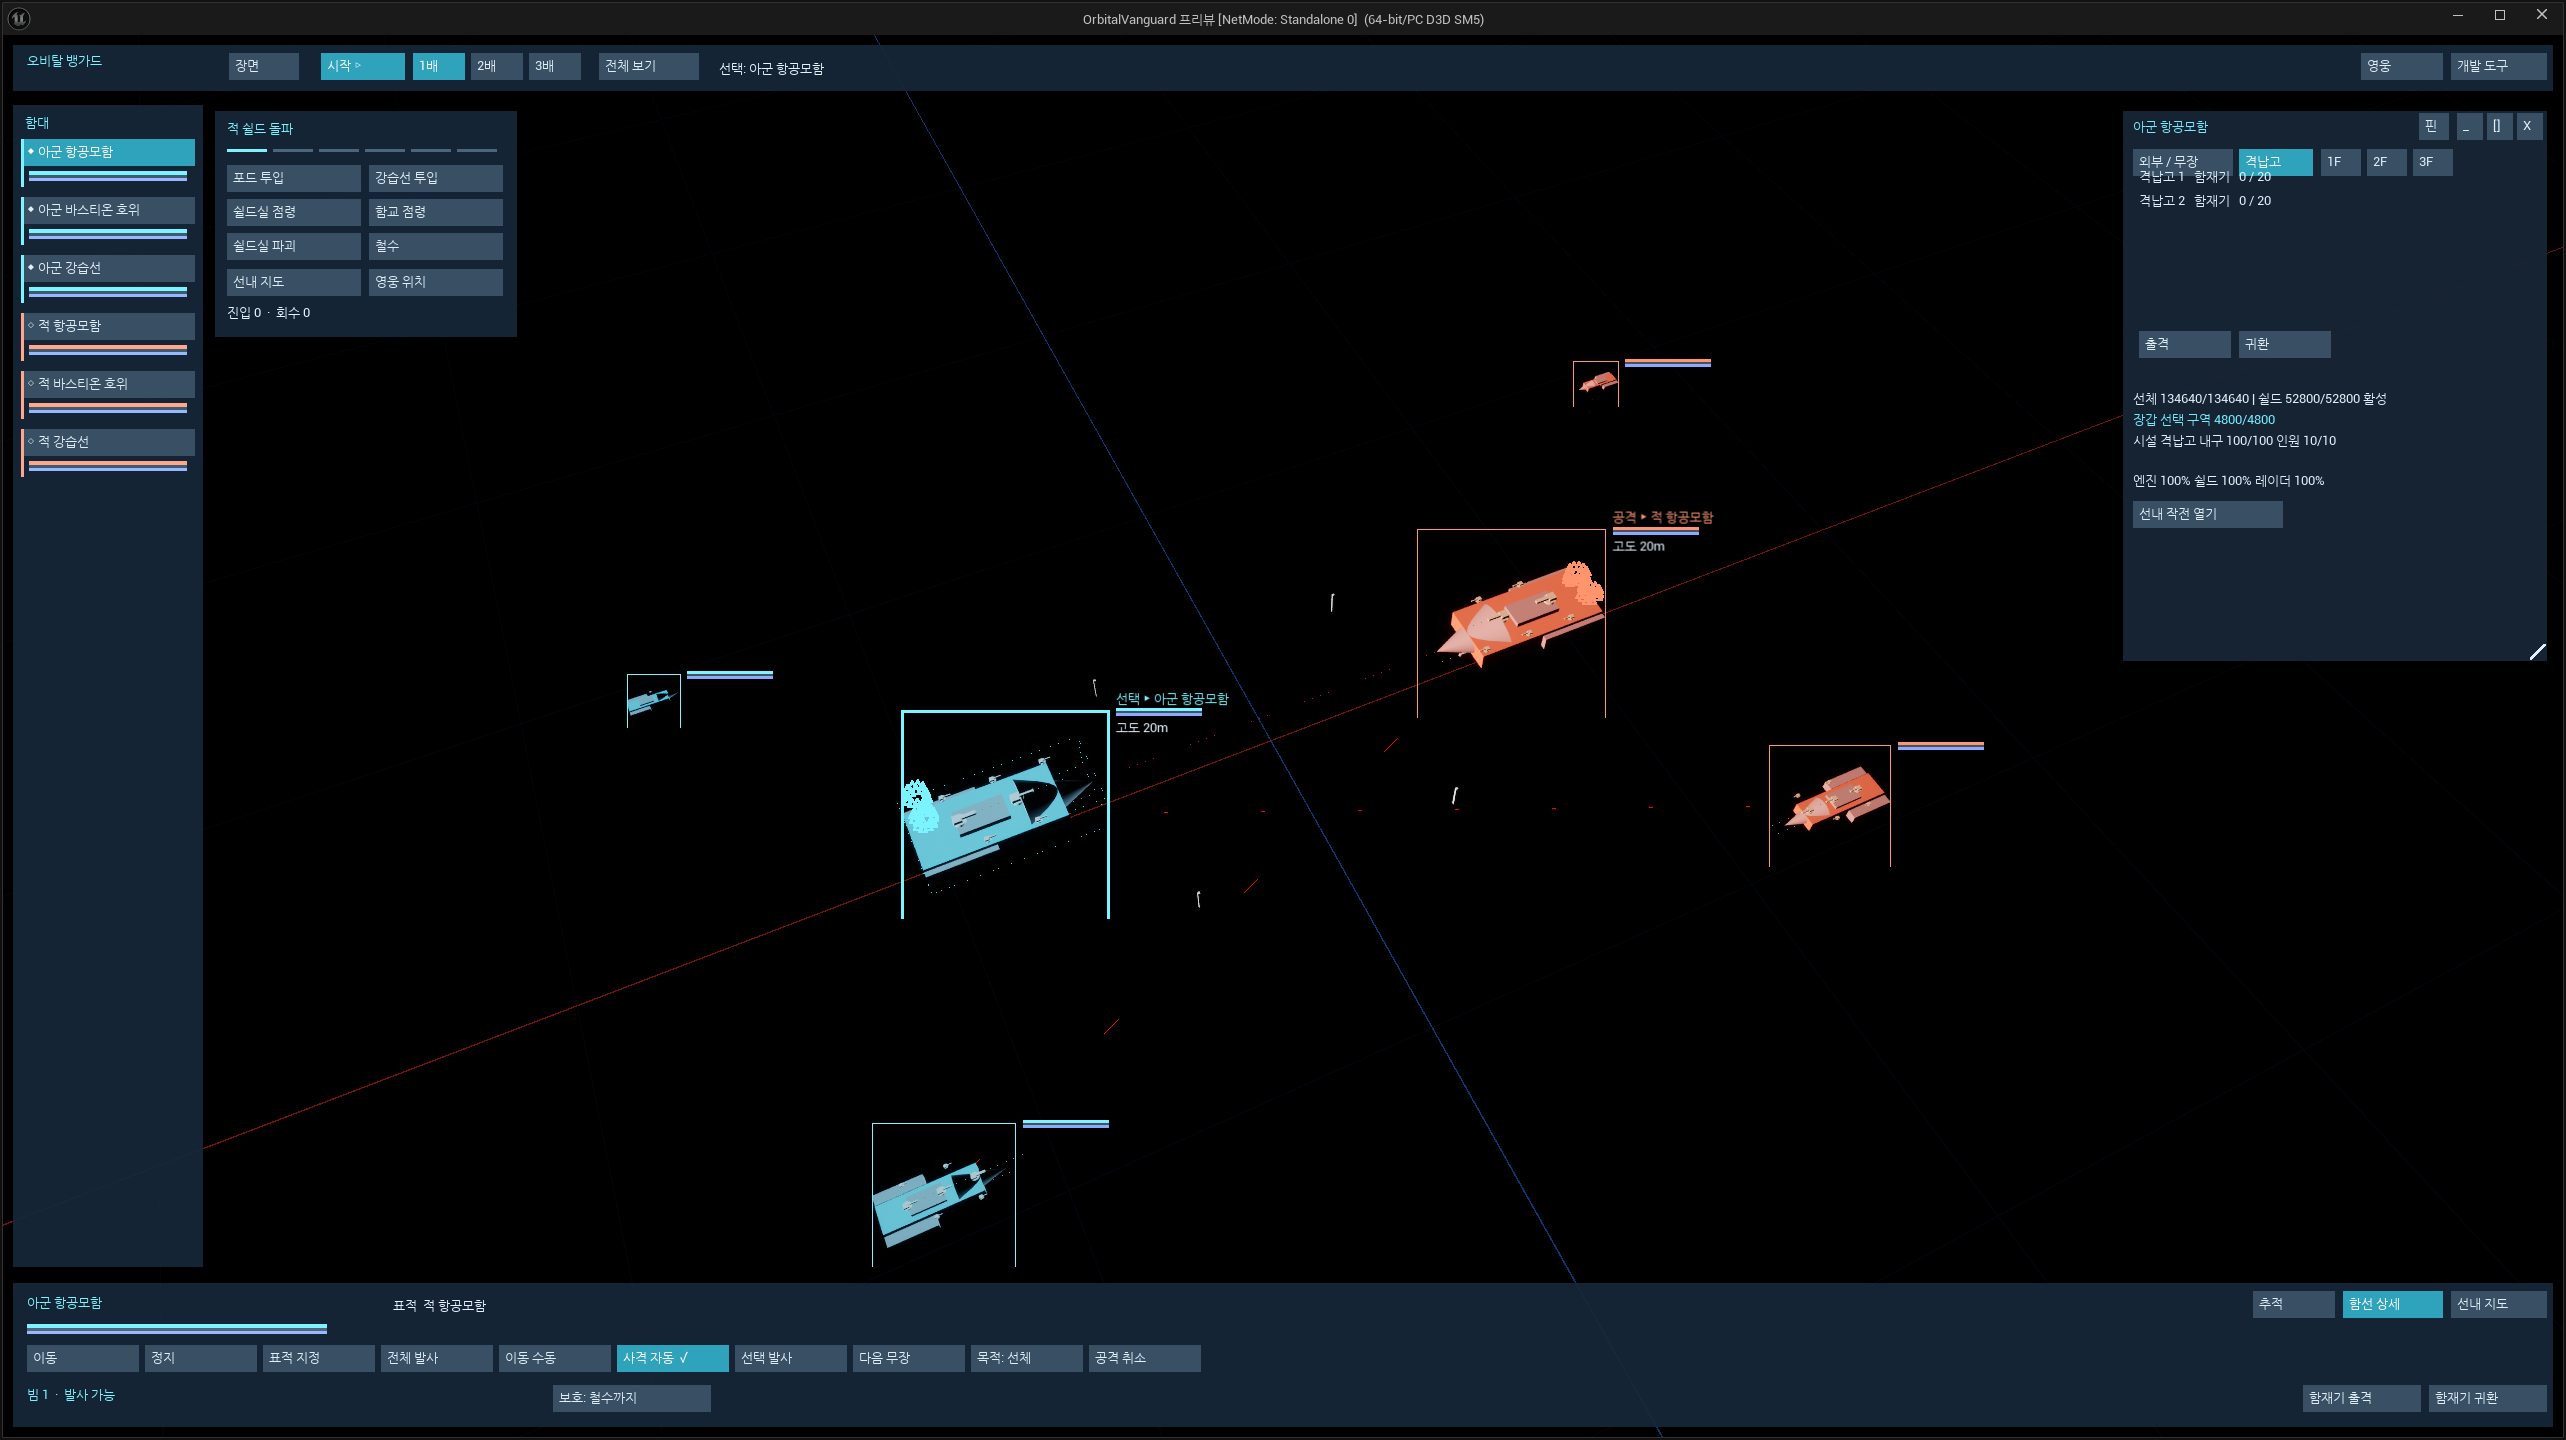 OrbitalVanguard 프리뷰 [NetMode: Standalone 0] (64-bit/PC D3D SM5)
오비탈 뱅가드
장면
시작 ▷
1배
2배
3배
전체 보기
선택: 아군 항공모함
영웅
개발 도구
함대
◆ 아군 항공모함
◆ 아군 바스티온 호위
◆ 아군 강습선
◇ 적 항공모함
◇ 적 바스티온 호위
◇ 적 강습선
적 쉴드 돌파
포드 투입
강습선 투입
쉴드실 점령
함교 점령
쉴드실 파괴
철수
선내 지도
영웅 위치
진입 0 · 회수 0
아군 항공모함
핀
_
[]
X
외부 / 무장
격납고
1F
2F
3F
격납고 1 함재기 0 / 20
격납고 2 함재기 0 / 20
출격
귀환
선체 134640/134640 | 쉴드 52800/52800 활성
장갑 선택 구역 4800/4800
시설 격납고 내구 100/100 인원 10/10
엔진 100% 쉴드 100% 레이더 100%
선내 작전 열기
공격 ▶ 적 항공모함
고도 20m
선택 ▶ 아군 항공모함
고도 20m
아군 항공모함
표적 적 항공모함
추적
함선 상세
선내 지도
이동
정지
표적 지정
전체 발사
이동 수동
사격 자동 √
선택 발사
다음 무장
목적: 선체
공격 취소
빔 1 · 발사 가능
보호: 철수까지
함재기 출격
함재기 귀환